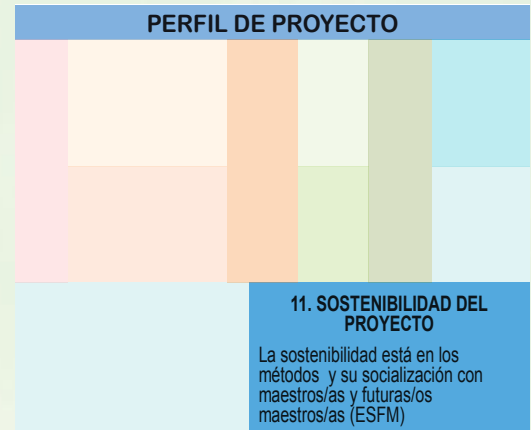 PERFIL DE PROYECTO
11. SOSTENIBILIDAD DEL
PROYECTO
La sostenibilidad está en los
métodos y su socialización con
maestros/as y futuras/os
maestros/as (ESFM)